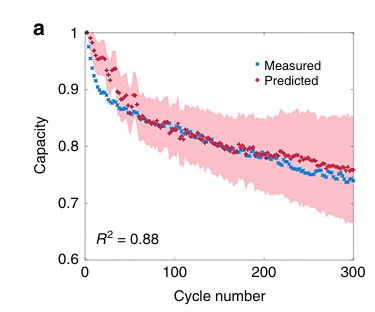 a
1
0.9
0.8
0.7
0.6
Capacity
Measured
Predicted
R² = 0.88
0
100
200
300
Cycle number